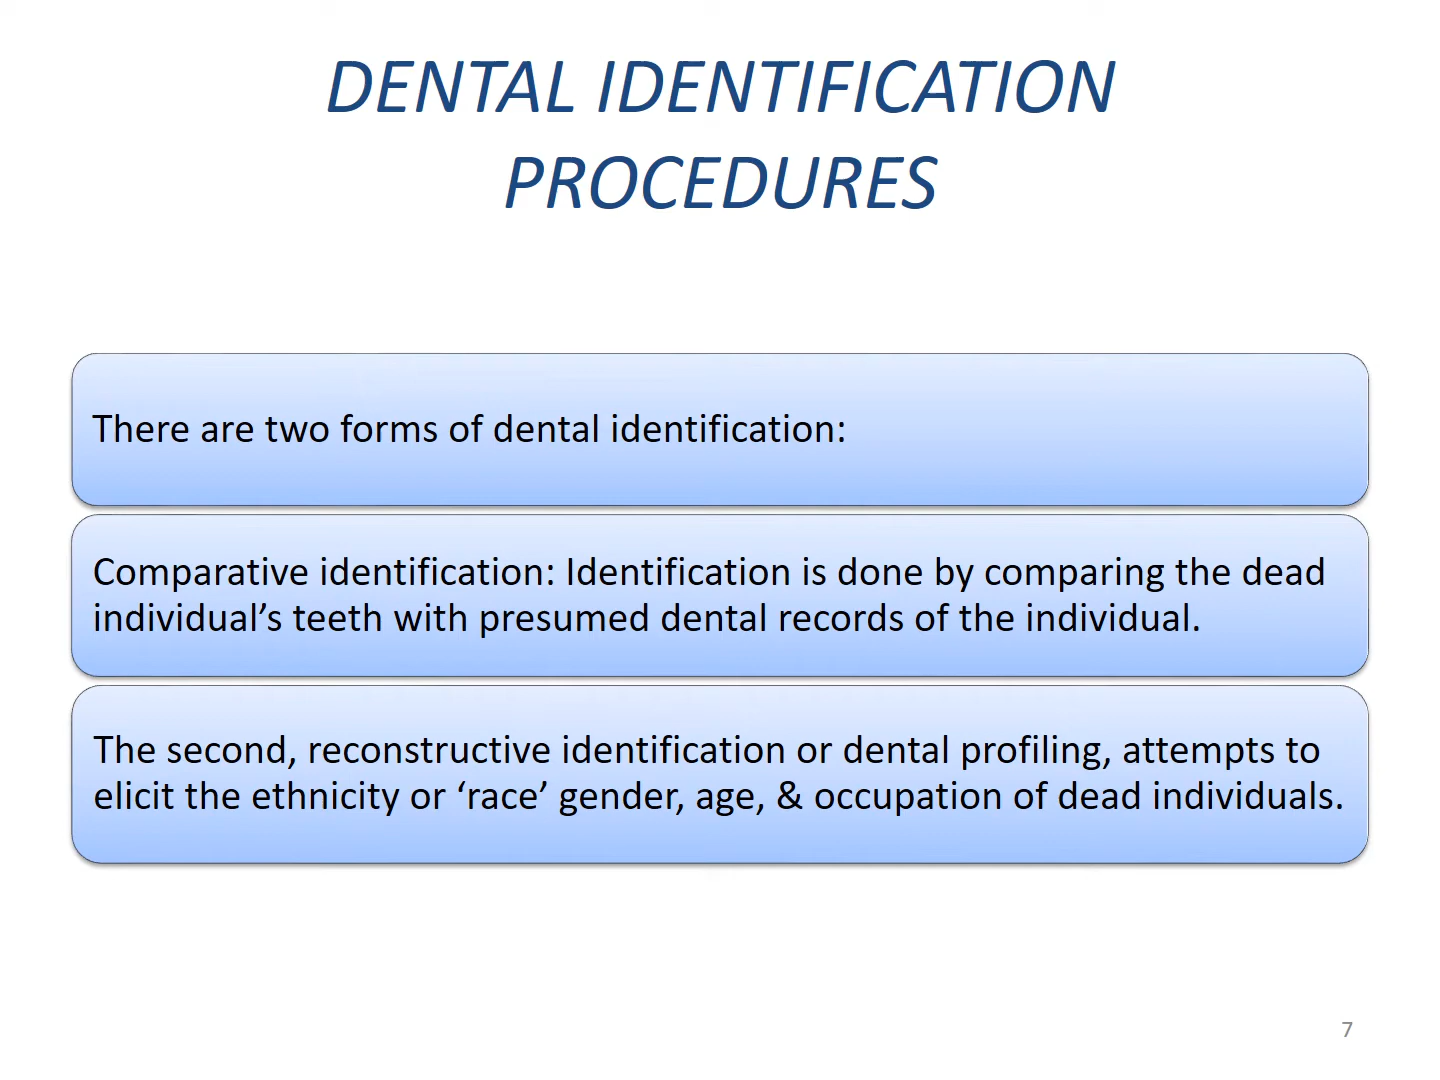 DENTAL IDENTIFICATION
PROCEDURES
There are two forms of dental identification:
Comparative identification: Identification is done by comparing the dead
individual’s teeth with presumed dental records of the individual.
The second, reconstructive identification or dental profiling, attempts to
elicit the ethnicity or ‘race’ gender, age, & occupation of dead individuals.
7